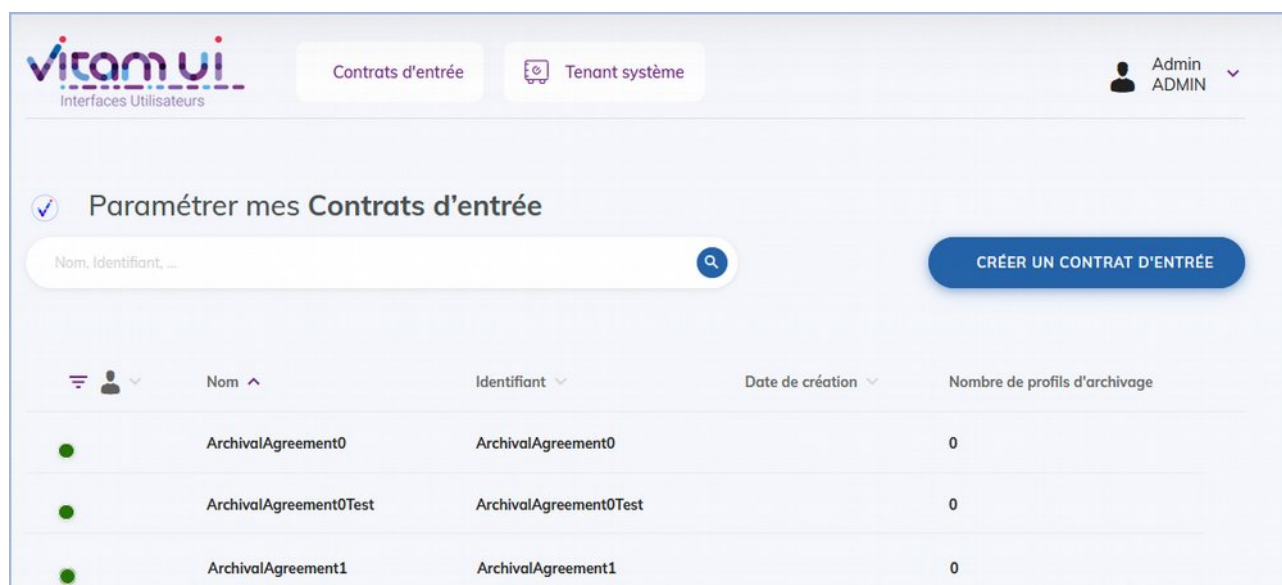 vitam ui
Interfaces Utilisateurs
Contrats d'entrée
Tenant système
Admin
ADMIN
Paramétrer mes Contrats d’entrée
Nom, Identifiant, ...
CRÉER UN CONTRAT D'ENTRÉE
Nom Identifiant Date de création Nombre de profils d'archivage
ArchivalAgreement0 ArchivalAgreement0 0
ArchivalAgreement0Test ArchivalAgreement0Test 0
ArchivalAgreement1 ArchivalAgreement1 0